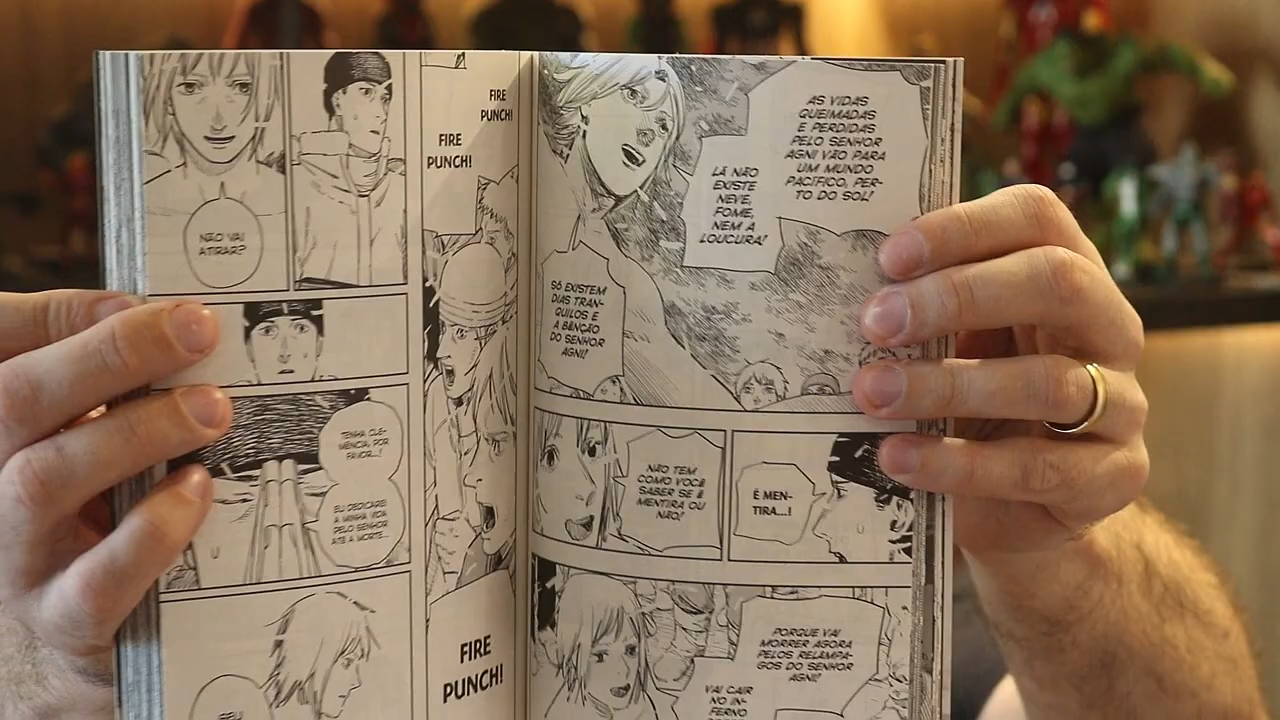 AS VIDAS
QUEIMADAS
E PERDIDAS
PELO SENHOR
AGNI VÃO PARA
UM MUNDO
PACÍFICO, PER-
TO DO SOL!
LÁ NÃO
EXISTE
NEVE,
FOME,
NEM A
LOUCURA!
SÓ EXISTEM
DIAS TRAN-
QUILOS E
A BÊNÇÃO
DO SENHOR
AGNI!
É MEN-
TIRA...!
NÃO TEM
COMO VOCÊ
SABER SE É
MENTIRA OU
NÃO!
PORQUE VAI
MORRER AGORA
PELOS RELÂMPA-
GOS DO SENHOR
AGNI!
VAI CAIR
NO IN-
FERNO
FIRE
PUNCH!
FIRE
PUNCH!
FIRE
PUNCH!
NÃO VAI
ATIRAR?
TENHA CLE-
MÊNCIA, POR
FAVOR...!
EU DEDICAREI
A MINHA VIDA
PELO SENHOR
ATÉ A MORTE...